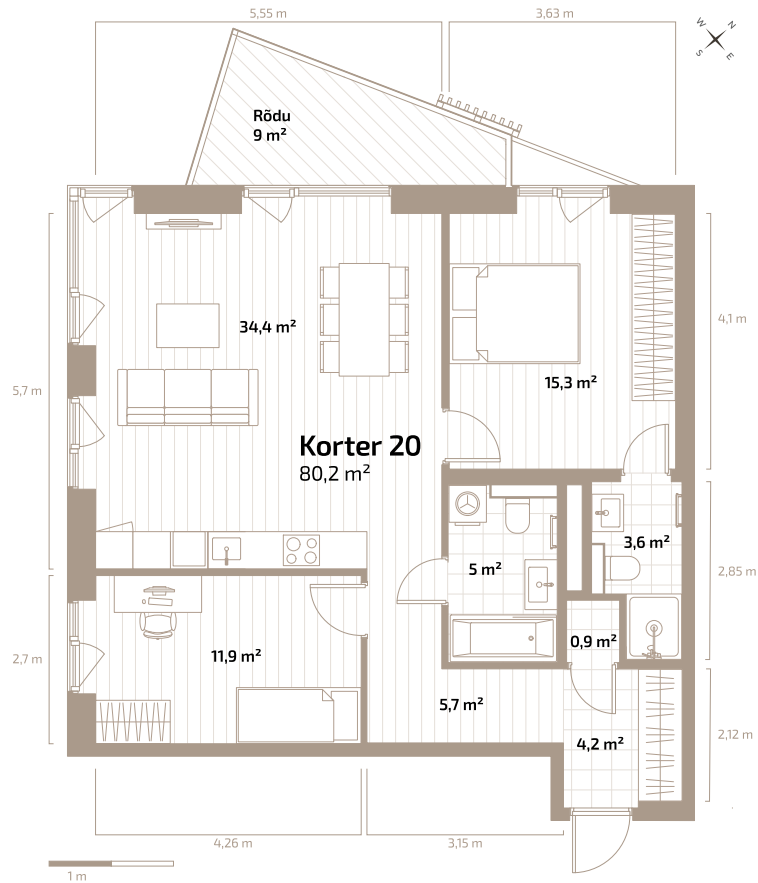 5,55 m
3,63 m
W
N
S
E
Rõdu
9 m²
34,4 m²
4,1 m
15,3 m²
5,7 m
Korter 20
80,2 m²
3,6 m²
5 m²
2,85 m
0,9 m²
11,9 m²
2,7 m
5,7 m²
4,2 m²
2,12 m
4,26 m
3,15 m
1 m